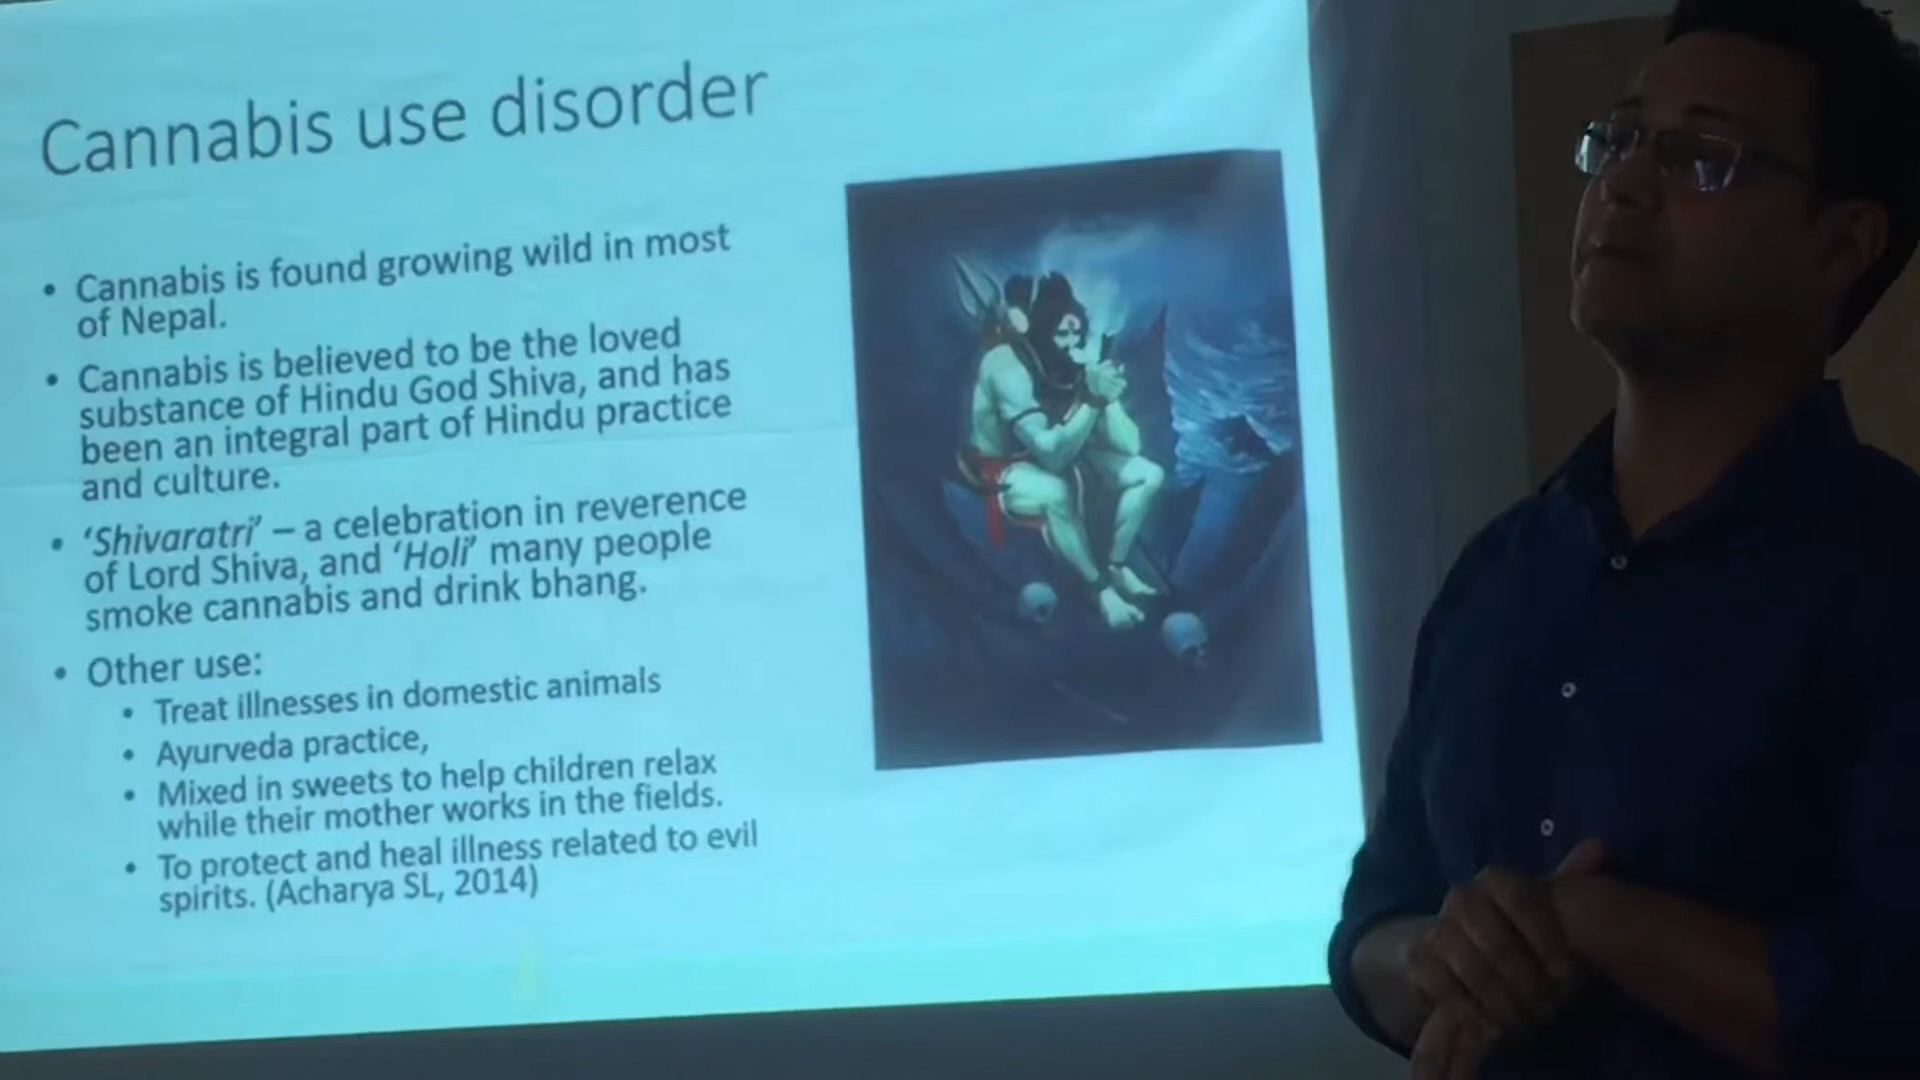 Cannabis use disorder
• Cannabis is found growing wild in most
of Nepal.
• Cannabis is believed to be the loved
substance of Hindu God Shiva, and has
been an integral part of Hindu practice
and culture.
• ‘Shivaratri’ – a celebration in reverence
of Lord Shiva, and ‘Holi’ many people
smoke cannabis and drink bhang.
• Other use:
• Treat illnesses in domestic animals
• Ayurveda practice,
• Mixed in sweets to help children relax
while their mother works in the fields.
• To protect and heal illness related to evil
spirits. (Acharya SL, 2014)